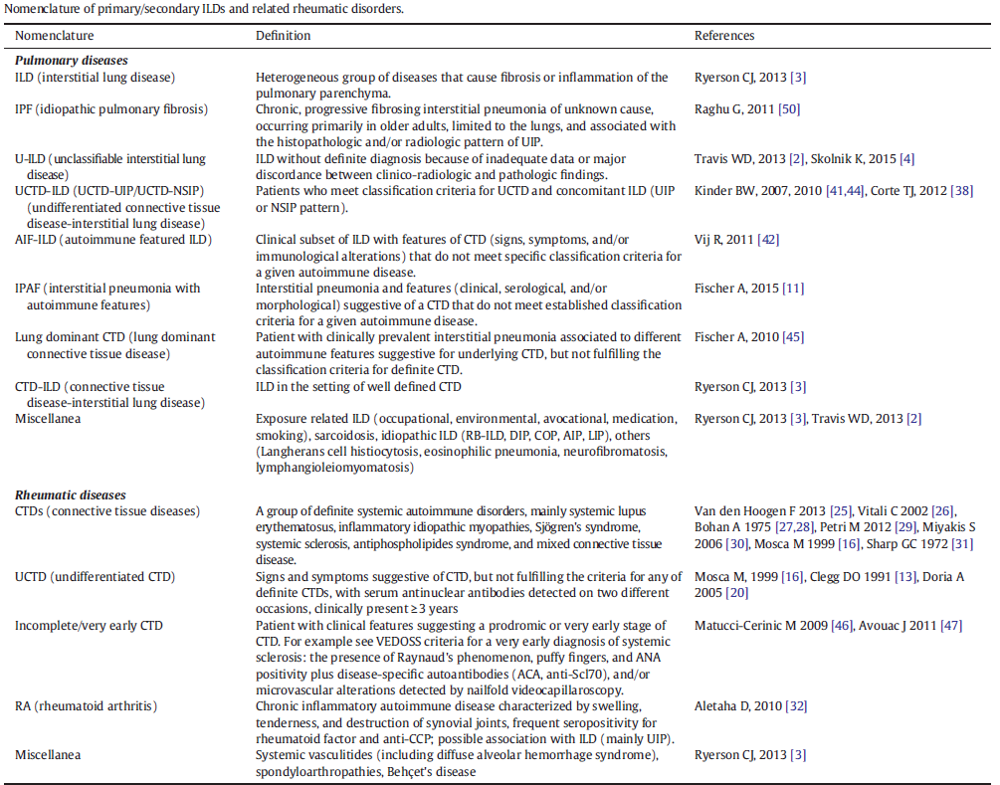 Nomenclature of primary/secondary ILDs and related rheumatic disorders.
Nomenclature Definition References
Pulmonary diseases
ILD (interstitial lung disease) Heterogeneous group of diseases that cause fibrosis or inflammation of the Ryerson CJ, 2013 [3]
pulmonary parenchyma.
IPF (idiopathic pulmonary fibrosis) Chronic, progressive fibrosing interstitial pneumonia of unknown cause, Raghu G, 2011 [50]
occurring primarily in older adults, limited to the lungs, and associated with
the histopathologic and/or radiologic pattern of UIP.
U-ILD (unclassifiable interstitial lung ILD without definite diagnosis because of inadequate data or major Travis WD, 2013 [2], Skolnik K, 2015 [4]
disease) discordance between clinico-radiologic and pathologic findings.
UCTD-ILD (UCTD-UIP/UCTD-NSIP) Patients who meet classification criteria for UCTD and concomitant ILD (UIP Kinder BW, 2007, 2010 [41,44], Corte TJ, 2012 [38]
(undifferentiated connective tissue or NSIP pattern).
disease-interstitial lung disease)
AIF-ILD (autoimmune featured ILD) Clinical subset of ILD with features of CTD (signs, symptoms, and/or Vij R, 2011 [42]
immunological alterations) that do not meet specific classification criteria for
a given autoimmune disease.
IPAF (interstitial pneumonia with Interstitial pneumonia and features (clinical, serological, and/or Fischer A, 2015 [11]
autoimmune features) morphological) suggestive of a CTD that do not meet established classification
criteria for a given autoimmune disease.
Lung dominant CTD (lung dominant Patient with clinically prevalent interstitial pneumonia associated to different Fischer A, 2010 [45]
connective tissue disease) autoimmune features suggestive for underlying CTD, but not fulfilling the
classification criteria for definite CTD.
CTD-ILD (connective tissue ILD in the setting of well defined CTD Ryerson CJ, 2013 [3]
disease-interstitial lung disease)
Miscellanea Exposure related ILD (occupational, environmental, avocational, medication, Ryerson CJ, 2013 [3], Travis WD, 2013 [2]
smoking), sarcoidosis, idiopathic ILD (RB-ILD, DIP, COP, AIP, LIP), others
(Langherans cell histiocytosis, eosinophilic pneumonia, neurofibromatosis,
lymphangioleiomyomatosis)
Rheumatic diseases
CTDs (connective tissue diseases) A group of definite systemic autoimmune disorders, mainly systemic lupus Van den Hoogen F 2013 [25], Vitali C 2002 [26],
erythematosus, inflammatory idiopathic myopathies, Sjögren's syndrome, Bohan A 1975 [27,28], Petri M 2012 [29], Miyakis S
systemic sclerosis, antiphospholipides syndrome, and mixed connective tissue 2006 [30], Mosca M 1999 [16], Sharp GC 1972 [31]
disease.
UCTD (undifferentiated CTD) Signs and symptoms suggestive of CTD, but not fulfilling the criteria for any of Mosca M, 1999 [16], Clegg DO 1991 [13], Doria A
definite CTDs, with serum antinuclear antibodies detected on two different 2005 [20]
occasions, clinically present ≥3 years
Incomplete/very early CTD Patient with clinical features suggesting a prodromic or very early stage of Matucci-Cerinic M 2009 [46], Avouac J 2011 [47]
CTD. For example see VEDOSS criteria for a very early diagnosis of systemic
sclerosis: the presence of Raynaud's phenomenon, puffy fingers, and ANA
positivity plus disease-specific autoantibodies (ACA, anti-Scl70), and/or
microvascular alterations detected by nailfold videocapillaroscopy.
RA (rheumatoid arthritis) Chronic inflammatory autoimmune disease characterized by swelling, Aletaha D, 2010 [32]
tenderness, and destruction of synovial joints, frequent seropositivity for
rheumatoid factor and anti-CCP; possible association with ILD (mainly UIP).
Miscellanea Systemic vasculitides (including diffuse alveolar hemorrhage syndrome), Ryerson CJ, 2013 [3]
spondyloarthropathies, Behçet's disease